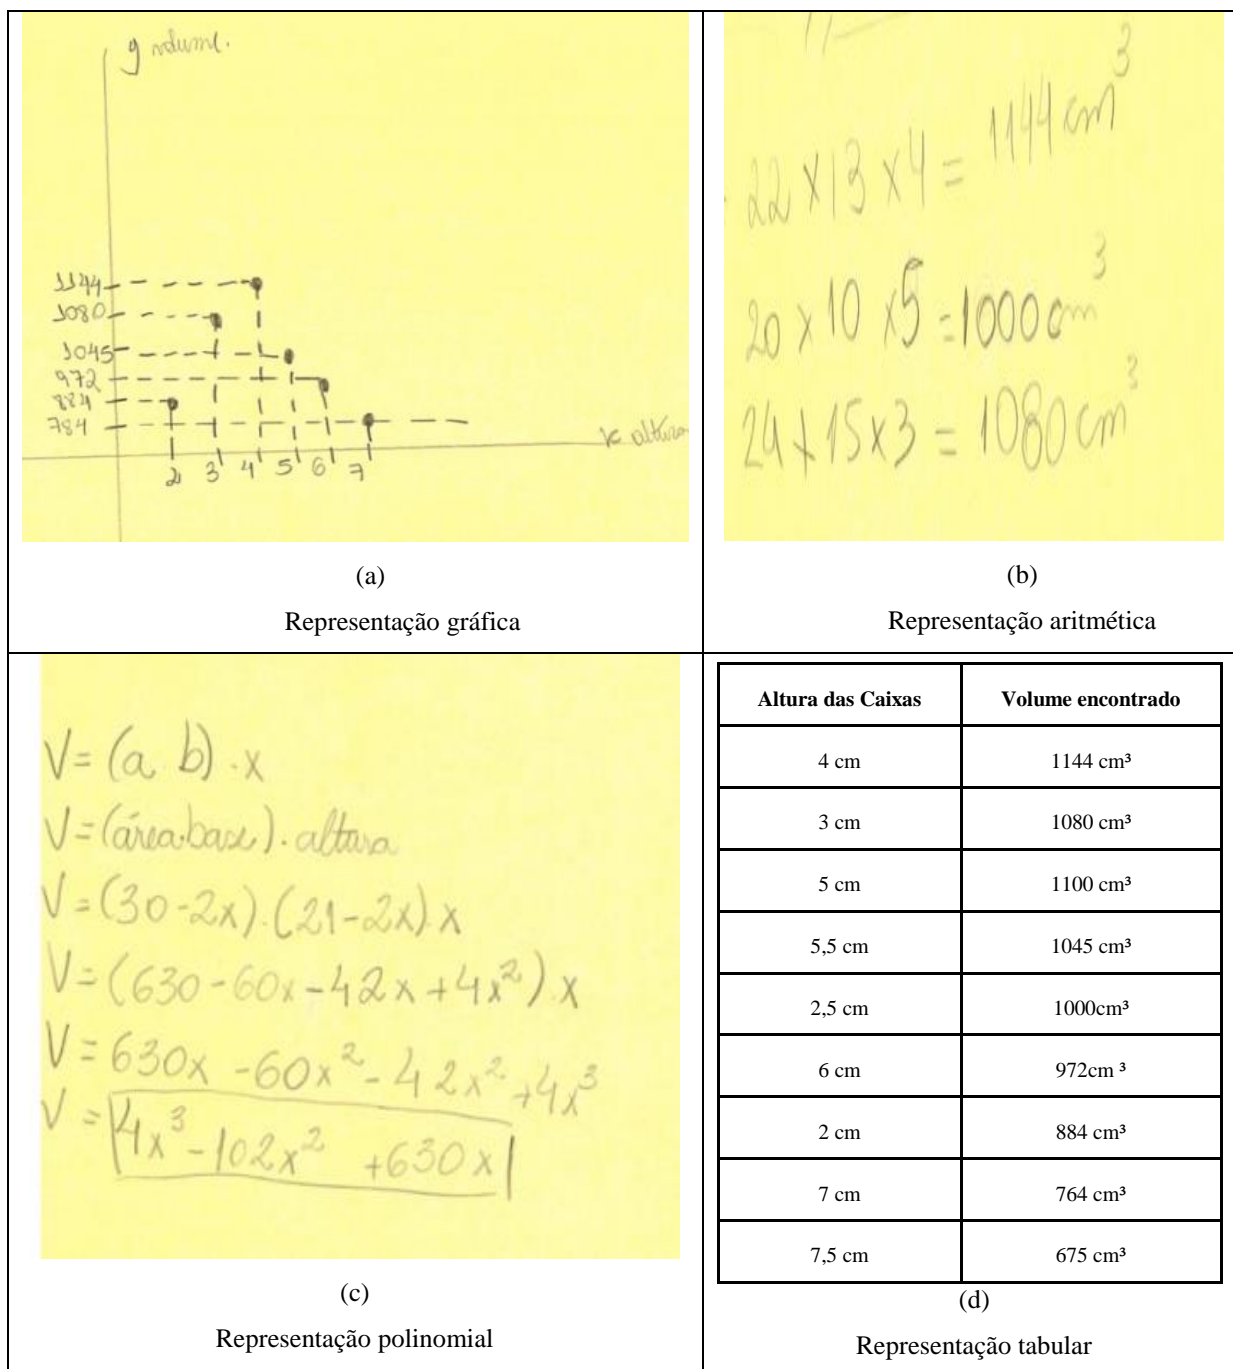 y volume.
1144
1080
1045
972
884
784
x altura
2 3 4 5 6 7
(a)
Representação gráfica
22 x 13 x 4 = 1144 cm³
20 x 10 x 5 = 1000 cm³
24 x 15 x 3 = 1080 cm³
(b)
Representação aritmética
V = (a. b) . x
V = (área.base). altura
V = (30 - 2x).(21 - 2x).x
V = (630 - 60x - 42x + 4x²).x
V = 630x - 60x² - 42x² + 4x³
V = 4x³ - 102x² + 630x
(c)
Representação polinomial
Altura das Caixas Volume encontrado
4 cm 1144 cm³
3 cm 1080 cm³
5 cm 1100 cm³
5,5 cm 1045 cm³
2,5 cm 1000cm³
6 cm 972cm ³
2 cm 884 cm³
7 cm 764 cm³
7,5 cm 675 cm³
(d)
Representação tabular